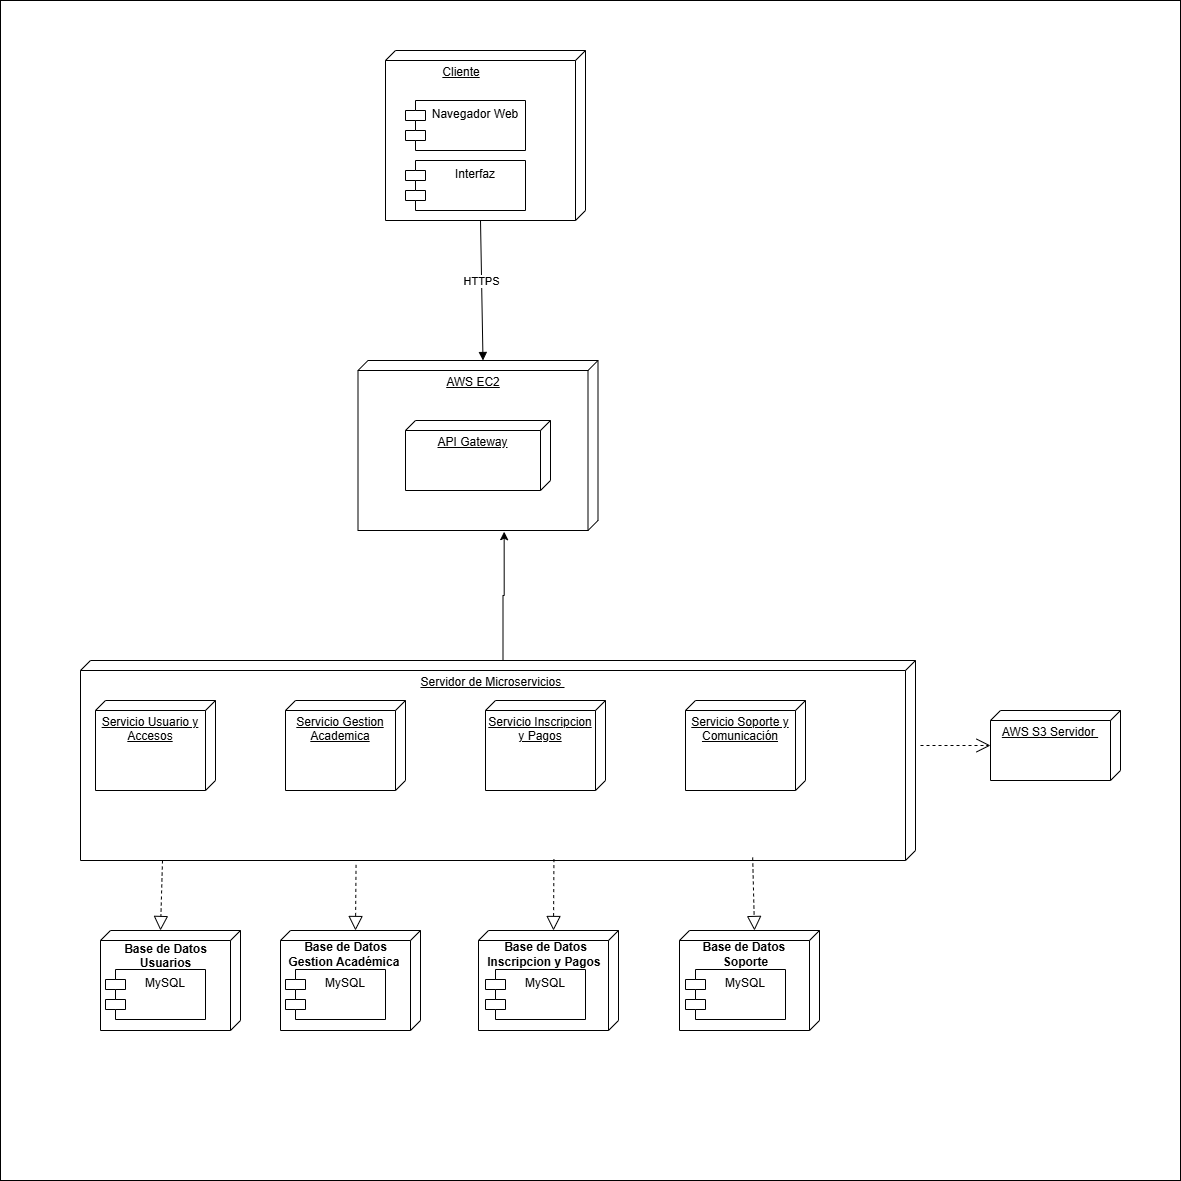 Cliente
Navegador Web
Interfaz
HTTPS
AWS EC2
API Gateway
Servidor de Microservicios
Servicio Usuario y
Accesos
Servicio Gestion
Academica
Servicio Inscripcion
y Pagos
Servicio Soporte y
Comunicación
AWS S3 Servidor
Base de Datos
Usuarios
MySQL
Base de Datos
Gestion Académica
MySQL
Base de Datos
Inscripcion y Pagos
MySQL
Base de Datos
Soporte
MySQL